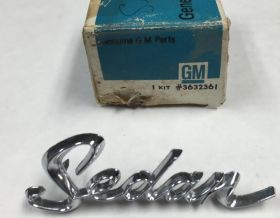 Genuine G M Parts
GM
1 KIT #3632361
Sedan